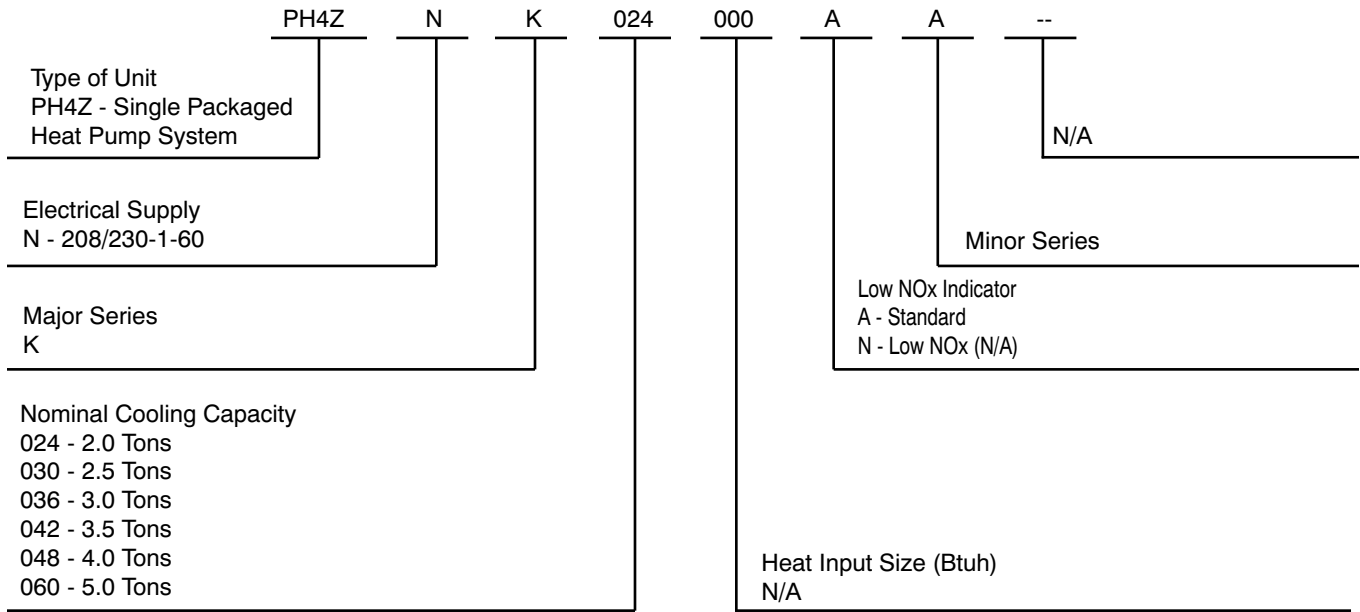 PH4Z N K 024 000 A A --
Type of Unit
PH4Z - Single Packaged
Heat Pump System
N/A
Electrical Supply
N - 208/230-1-60
Minor Series
Major Series
K
Low NOx Indicator
A - Standard
N - Low NOx (N/A)
Nominal Cooling Capacity
024 - 2.0 Tons
030 - 2.5 Tons
036 - 3.0 Tons
042 - 3.5 Tons
048 - 4.0 Tons
060 - 5.0 Tons
Heat Input Size (Btuh)
N/A